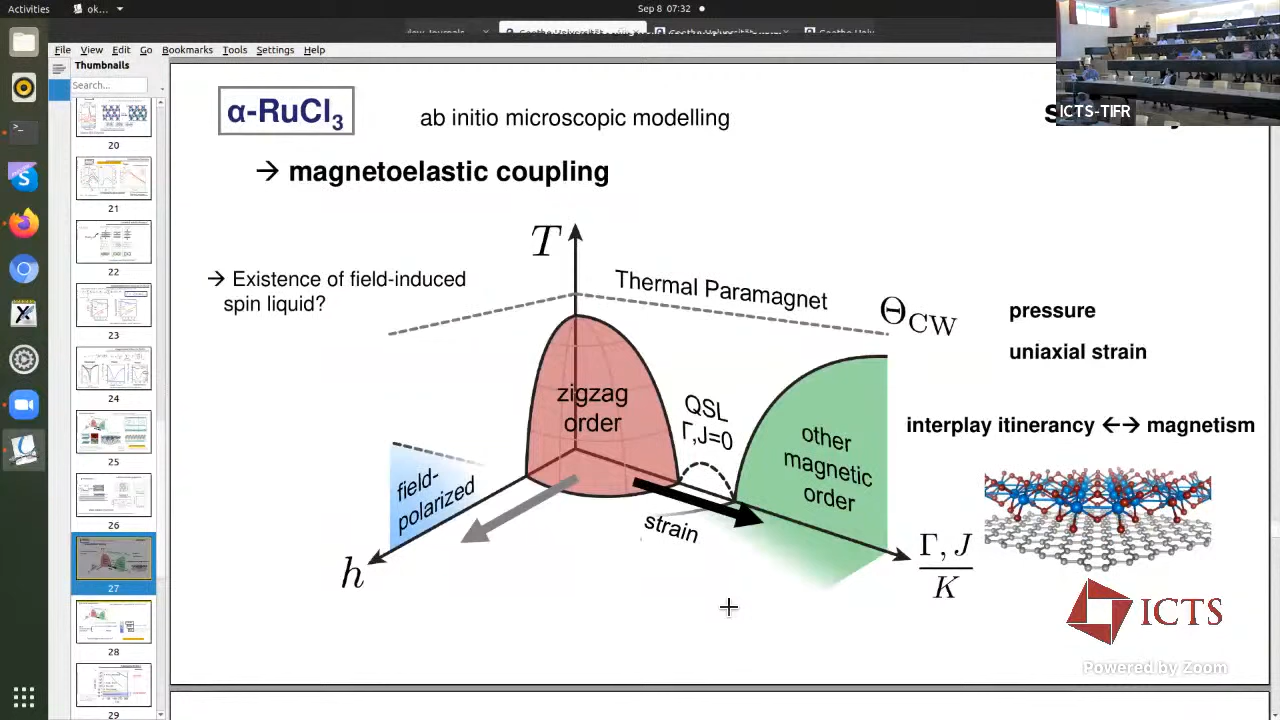 Activities
ok...
Sep 8 07:32
File View Edit Go Bookmarks Tools Settings Help
Thumbnails
Search...
20
21
22
23
24
25
26
27
28
29
α-RuCl3
ab initio microscopic modelling
ICTS-TIFR
→ magnetoelastic coupling
T
→ Existence of field-induced
spin liquid?
Thermal Paramagnet
ΘCW
pressure
uniaxial strain
zigzag
order
QSL
Γ,J=0
other
magnetic
order
interplay itinerancy ←→ magnetism
field-
polarized
strain
h
Γ, J
K
ICTS
Powered by Zoom